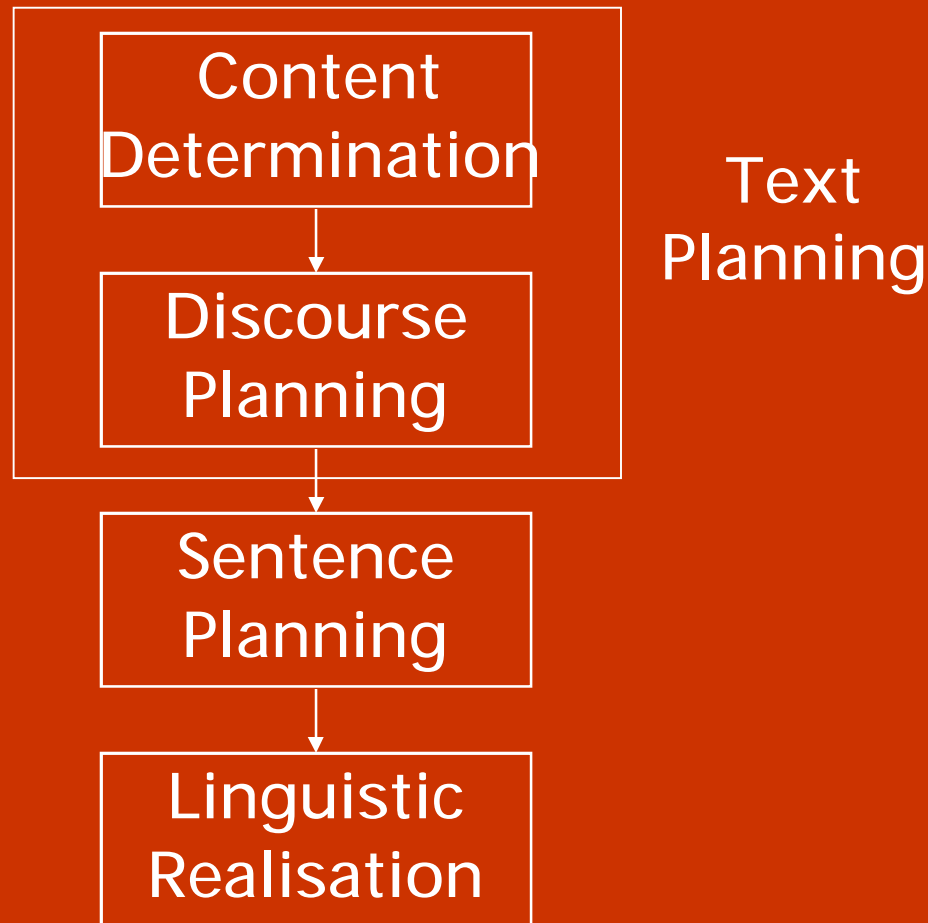 Content
Determination
Text
Planning
Discourse
Planning
Sentence
Planning
Linguistic
Realisation